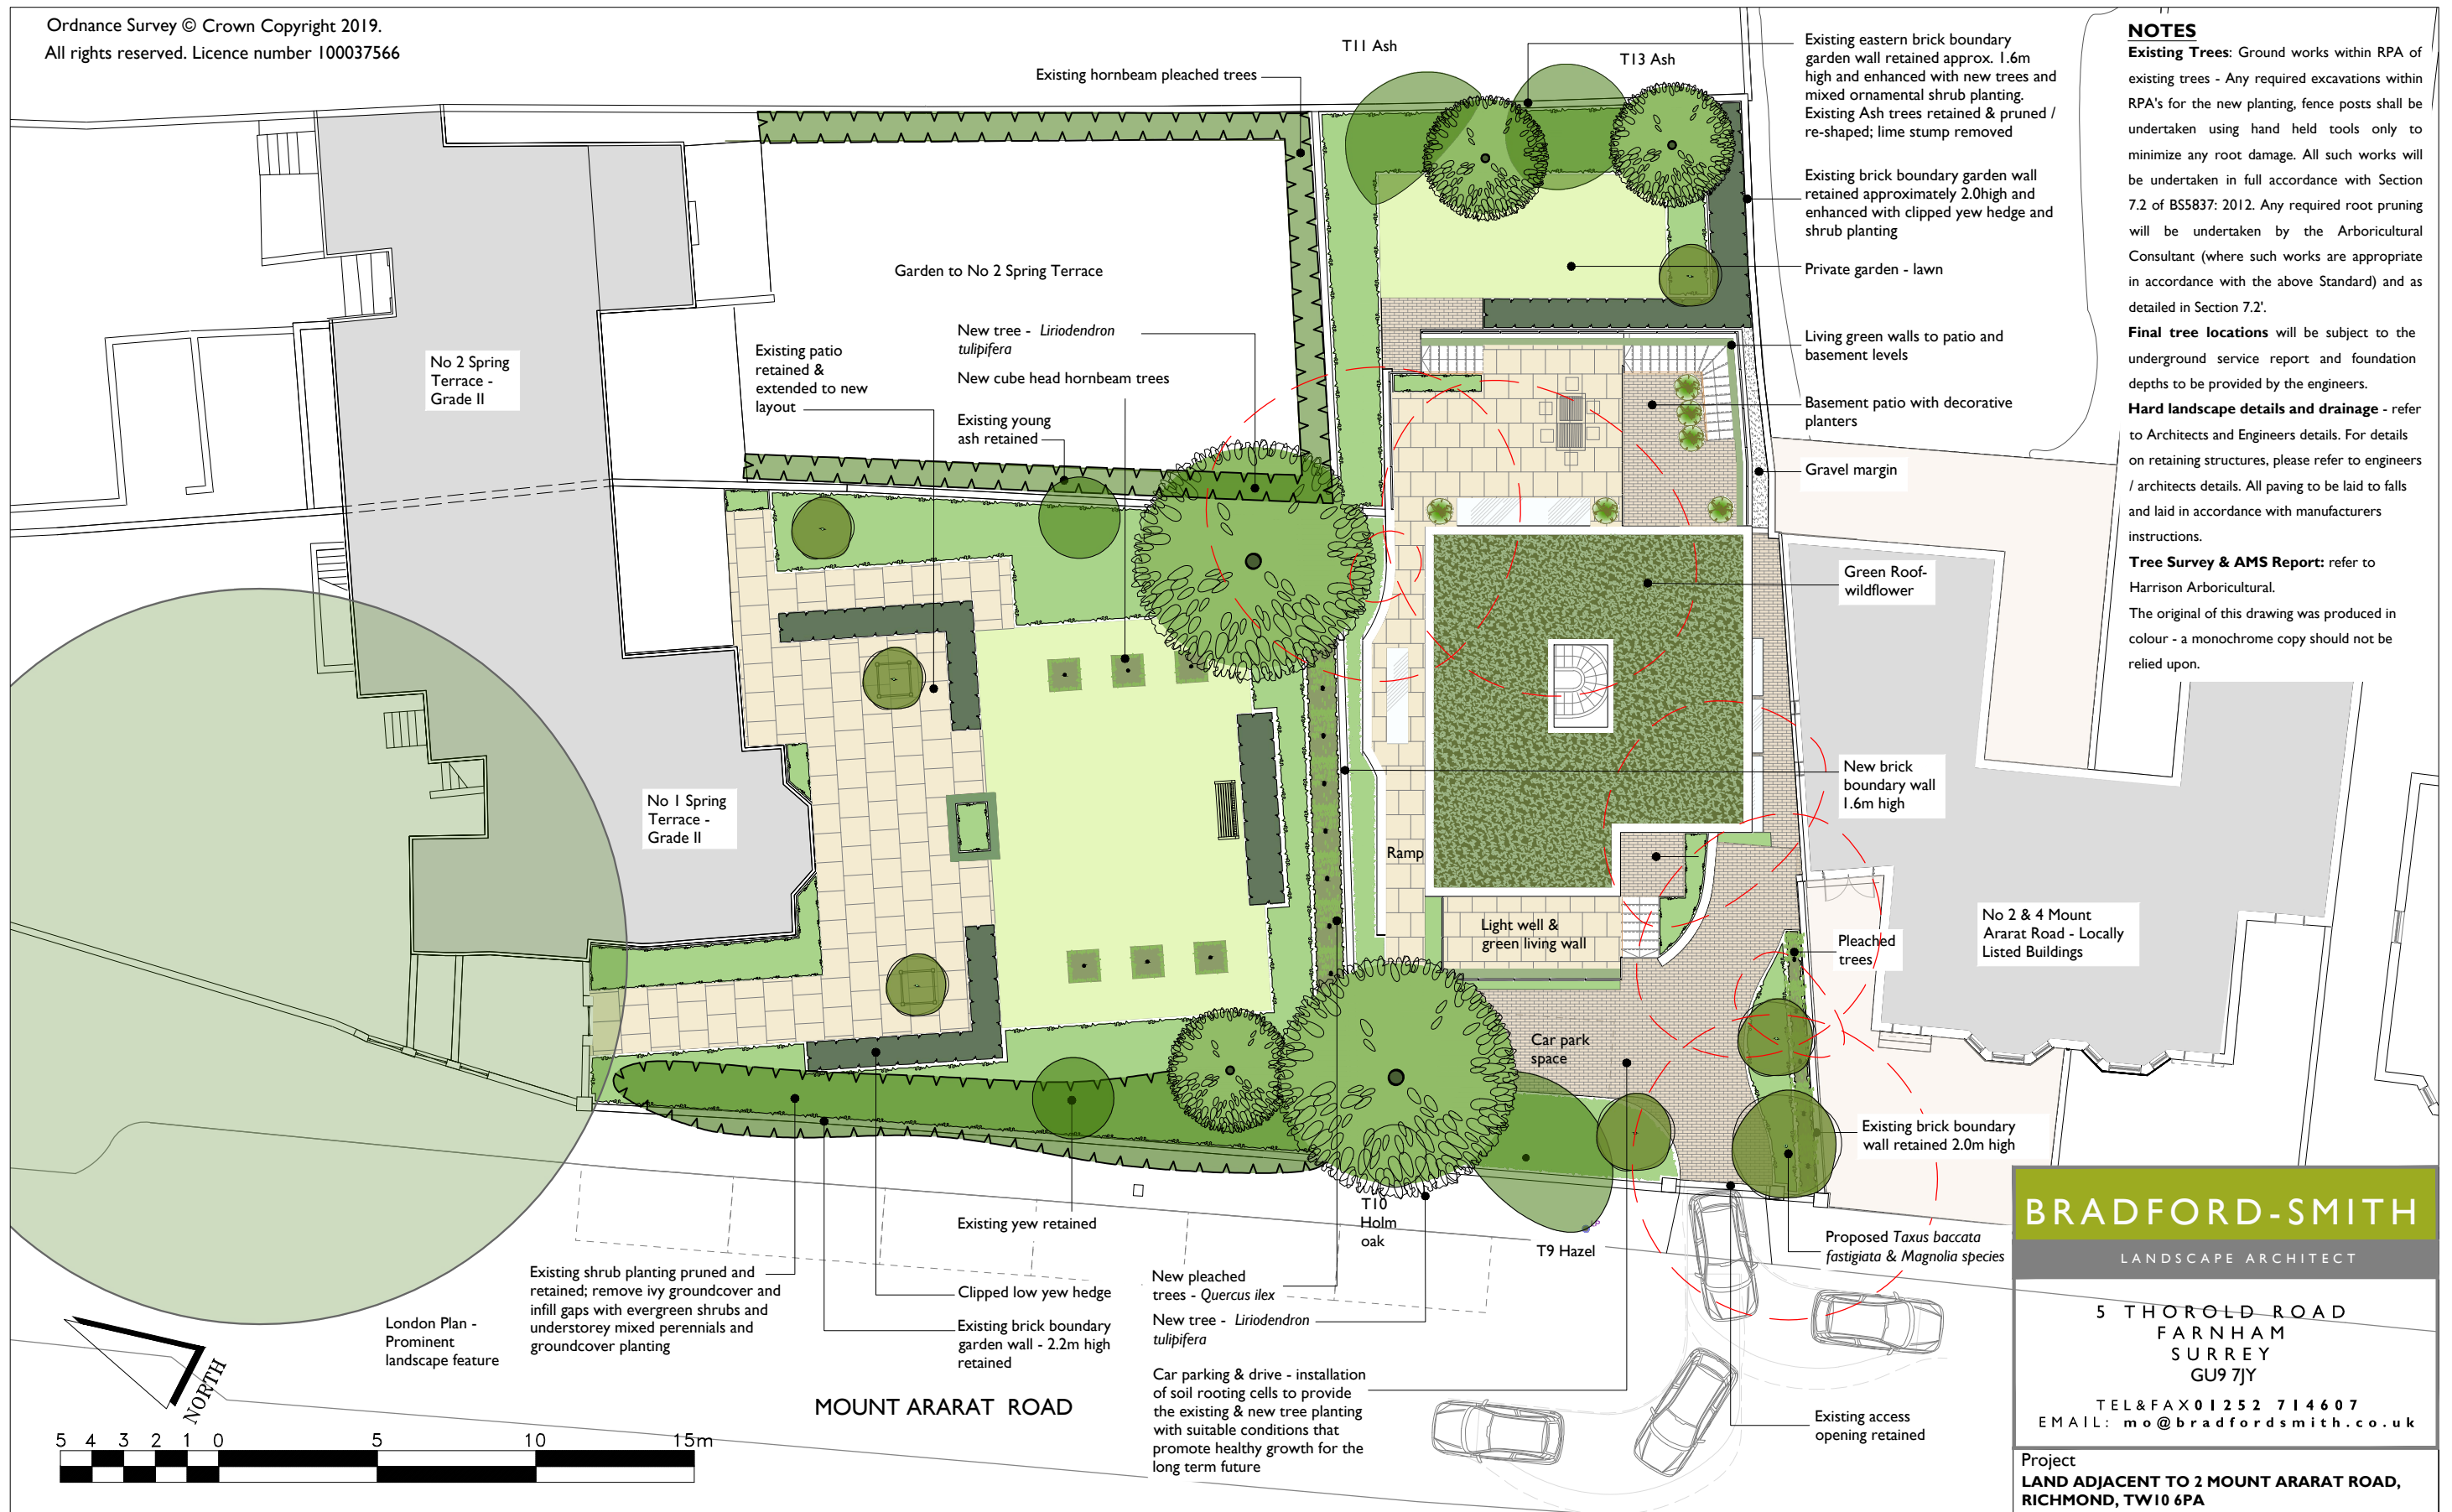 Ordnance Survey © Crown Copyright 2019.
All rights reserved. Licence number 100037566
T11 Ash
T13 Ash
Existing hornbeam pleached trees
Existing eastern brick boundary
garden wall retained approx. 1.6m
high and enhanced with new trees and
mixed ornamental shrub planting.
Existing Ash trees retained & pruned /
re-shaped; lime stump removed
Existing brick boundary garden wall
retained approximately 2.0high and
enhanced with clipped yew hedge and
shrub planting
Private garden - lawn
Living green walls to patio and
basement levels
Basement patio with decorative
planters
Gravel margin
Garden to No 2 Spring Terrace
New tree - Liriodendron
tulipifera
New cube head hornbeam trees
Existing young
ash retained
Existing patio
retained &
extended to new
layout
No 2 Spring
Terrace -
Grade II
No 1 Spring
Terrace -
Grade II
Green Roof-
wildflower
New brick
boundary wall
1.6m high
Ramp
Light well &
green living wall
Pleached
trees
No 2 & 4 Mount
Ararat Road - Locally
Listed Buildings
Car park
space
Existing brick boundary
wall retained 2.0m high
T10
Holm
oak
T9 Hazel
LP
Proposed Taxus baccata
fastigiata & Magnolia species
Existing yew retained
Existing shrub planting pruned and
retained; remove ivy groundcover and
infill gaps with evergreen shrubs and
understorey mixed perennials and
groundcover planting
Clipped low yew hedge
Existing brick boundary
garden wall - 2.2m high
retained
New pleached
trees - Quercus ilex
New tree - Liriodendron
tulipifera
Car parking & drive - installation
of soil rooting cells to provide
the existing & new tree planting
with suitable conditions that
promote healthy growth for the
long term future
Existing access
opening retained
London Plan -
Prominent
landscape feature
NORTH
MOUNT ARARAT ROAD
5 4 3 2 1 0 5 10 15m
NOTES
Existing Trees: Ground works within RPA of
existing trees - Any required excavations within
RPA's for the new planting, fence posts shall be
undertaken using hand held tools only to
minimize any root damage. All such works will
be undertaken in full accordance with Section
7.2 of BS5837: 2012. Any required root pruning
will be undertaken by the Arboricultural
Consultant (where such works are appropriate
in accordance with the above Standard) and as
detailed in Section 7.2'.
Final tree locations will be subject to the
underground service report and foundation
depths to be provided by the engineers.
Hard landscape details and drainage - refer
to Architects and Engineers details. For details
on retaining structures, please refer to engineers
/ architects details. All paving to be laid to falls
and laid in accordance with manufacturers
instructions.
Tree Survey & AMS Report: refer to
Harrison Arboricultural.
The original of this drawing was produced in
colour - a monochrome copy should not be
relied upon.
BRADFORD-SMITH
LANDSCAPE ARCHITECT
5 THOROLD ROAD
FARNHAM
SURREY
GU9 7JY
TEL&FAX01252 714607
EMAIL: mo@bradfordsmith.co.uk
Project
LAND ADJACENT TO 2 MOUNT ARARAT ROAD,
RICHMOND, TW10 6PA